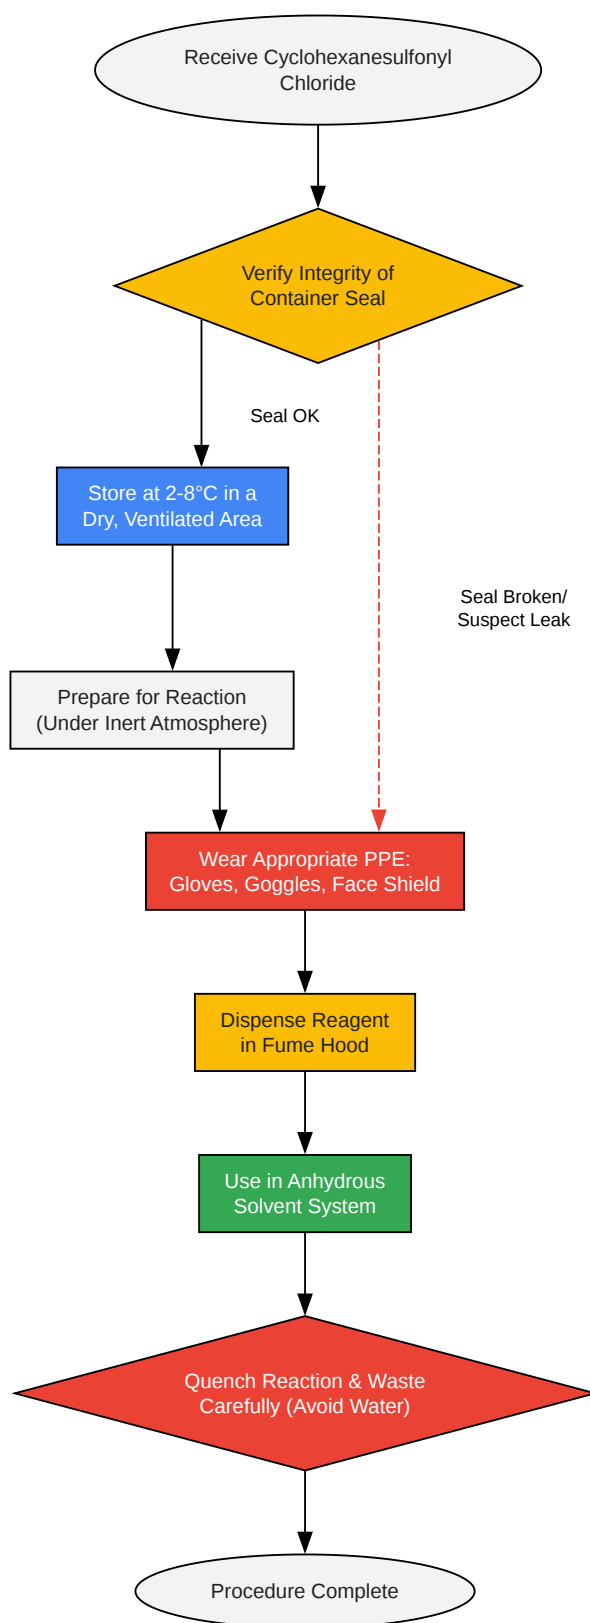 Receive Cyclohexanesulfonyl
Chloride
Verify Integrity of
Container Seal
Seal OK
Store at 2-8°C in a
Dry, Ventilated Area
Seal Broken/
Suspect Leak
Prepare for Reaction
(Under Inert Atmosphere)
Wear Appropriate PPE:
Gloves, Goggles, Face Shield
Dispense Reagent
in Fume Hood
Use in Anhydrous
Solvent System
Quench Reaction & Waste
Carefully (Avoid Water)
Procedure Complete